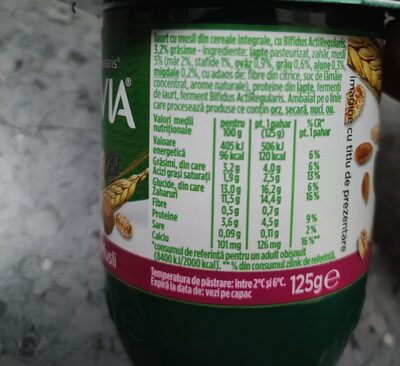 Iaurt cu musli din cereale integrale, cu Bifidus ActiRegularis,
3,2% grăsime - ingrediente: lapte pasteurizat, zahăr, musli
5% (măr 2%, stafide 1%, ovăz 0,9%, grâu 0,6%, alune 0,3%,
migdale 0,2%, cu adaos de: fibre din citrice, suc de lămâie
concentrat, arome naturale), proteine din lapte, fermenți
de iaurt, ferment Bifidus ActiRegularis. Ambalat pe o linie
care procesează produse ce conțin orz, secară, nuci, ou.
VIA
Valori medii nutriționale pentru 100 g pt. 1 pahar (125 g) % CR* pt. 1 pahar
Valoare energetică 405 kJ 96 kcal 506 kJ 120 kcal 6%
Grăsimi, din care 3,2 g 4,0 g 6%
Acizi grași saturați 1,9 g 2,5 g 13%
Glucide, din care 13,0 g 16,2 g 6%
Zaharuri 11,5 g 14,4 g 16%
Fibre 0,5 g 0,7 g
Proteine 3,6 g 4,5 g 9%
Sare 0,09 g 0,11 g 2%
Calciu 101 mg 126 mg 16%**
*consumul de referință pentru un adult obișnuit
(8400 kJ/2000 kcal). ** % din consumul zilnic de referință.
Temperatura de păstrare: între 2°C și 6°C.
Expiră la data de: vezi pe capac
125g e
imagine cu titlu de prezentare